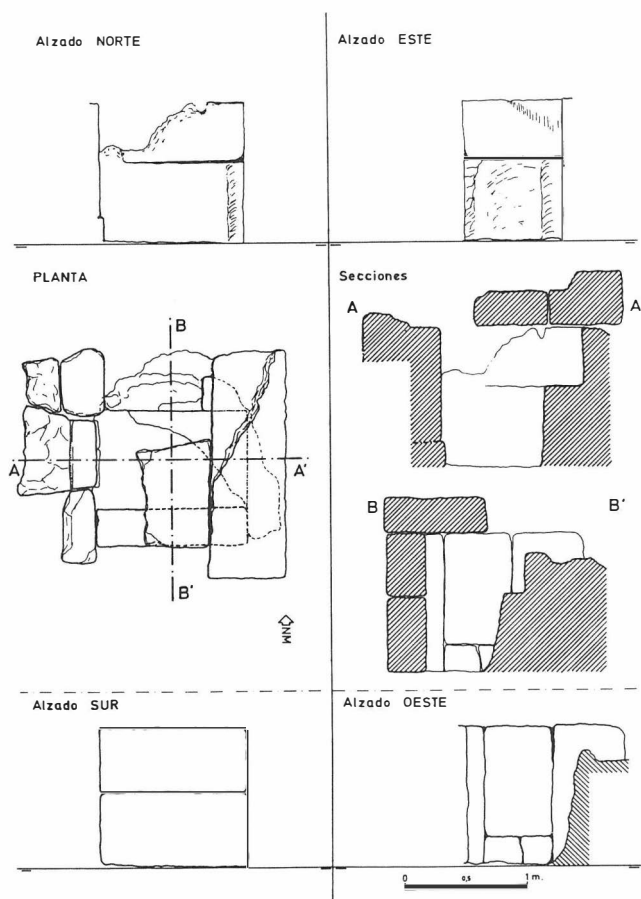 Alzado NORTE
Alzado ESTE
PLANTA
Secciones
A
A
B
A
A'
B'
NM
B
B'
Alzado SUR
Alzado OESTE
0 0,5 1 m.